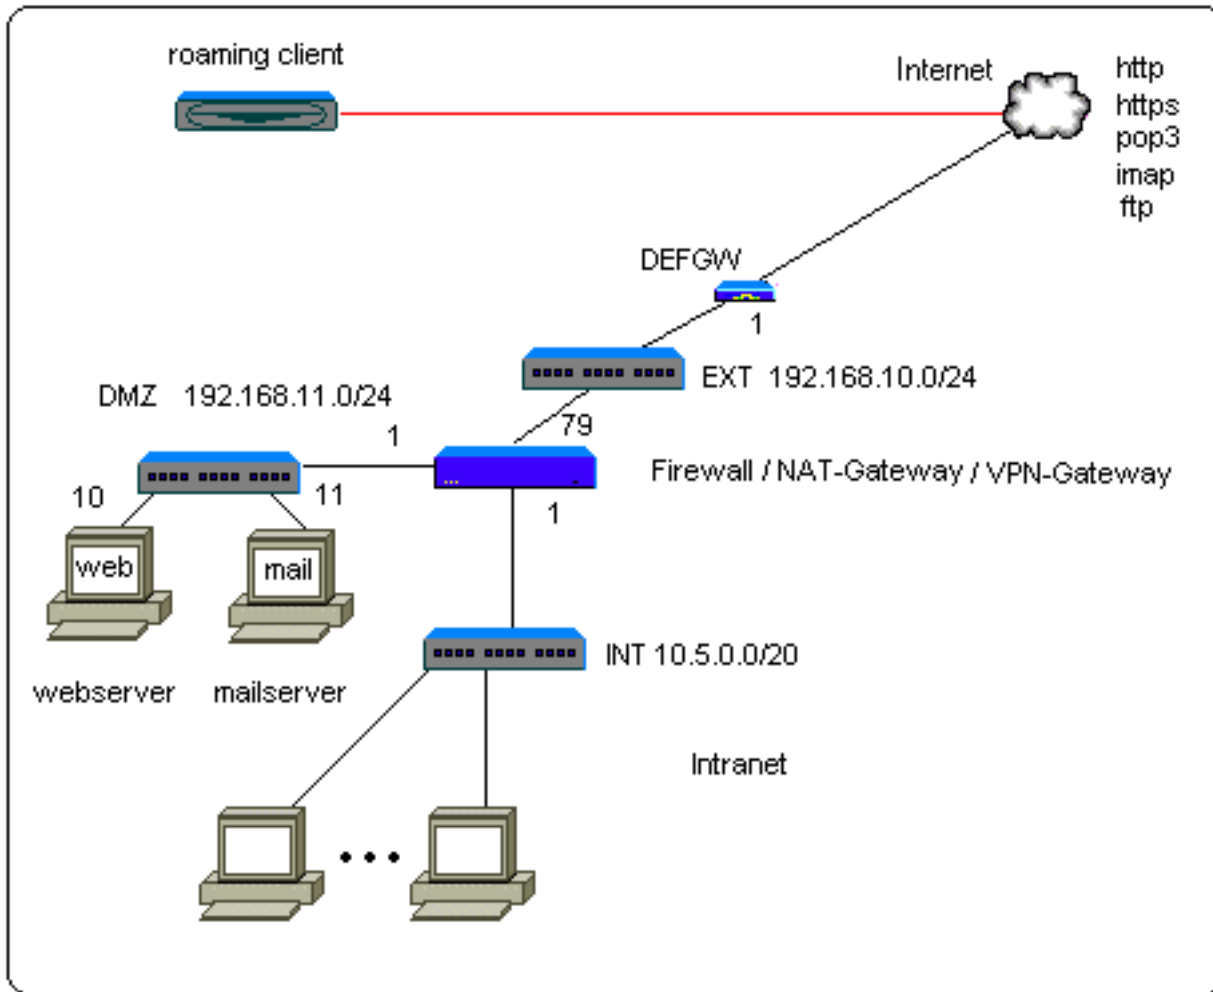 roaming client
Internet
http
https
pop3
imap
ftp
DEFGW
1
EXT 192.168.10.0/24
DMZ 192.168.11.0/24
79
1
Firewall / NAT-Gateway / VPN-Gateway
10
11
1
web
mail
INT 10.5.0.0/20
webserver
mailserver
Intranet